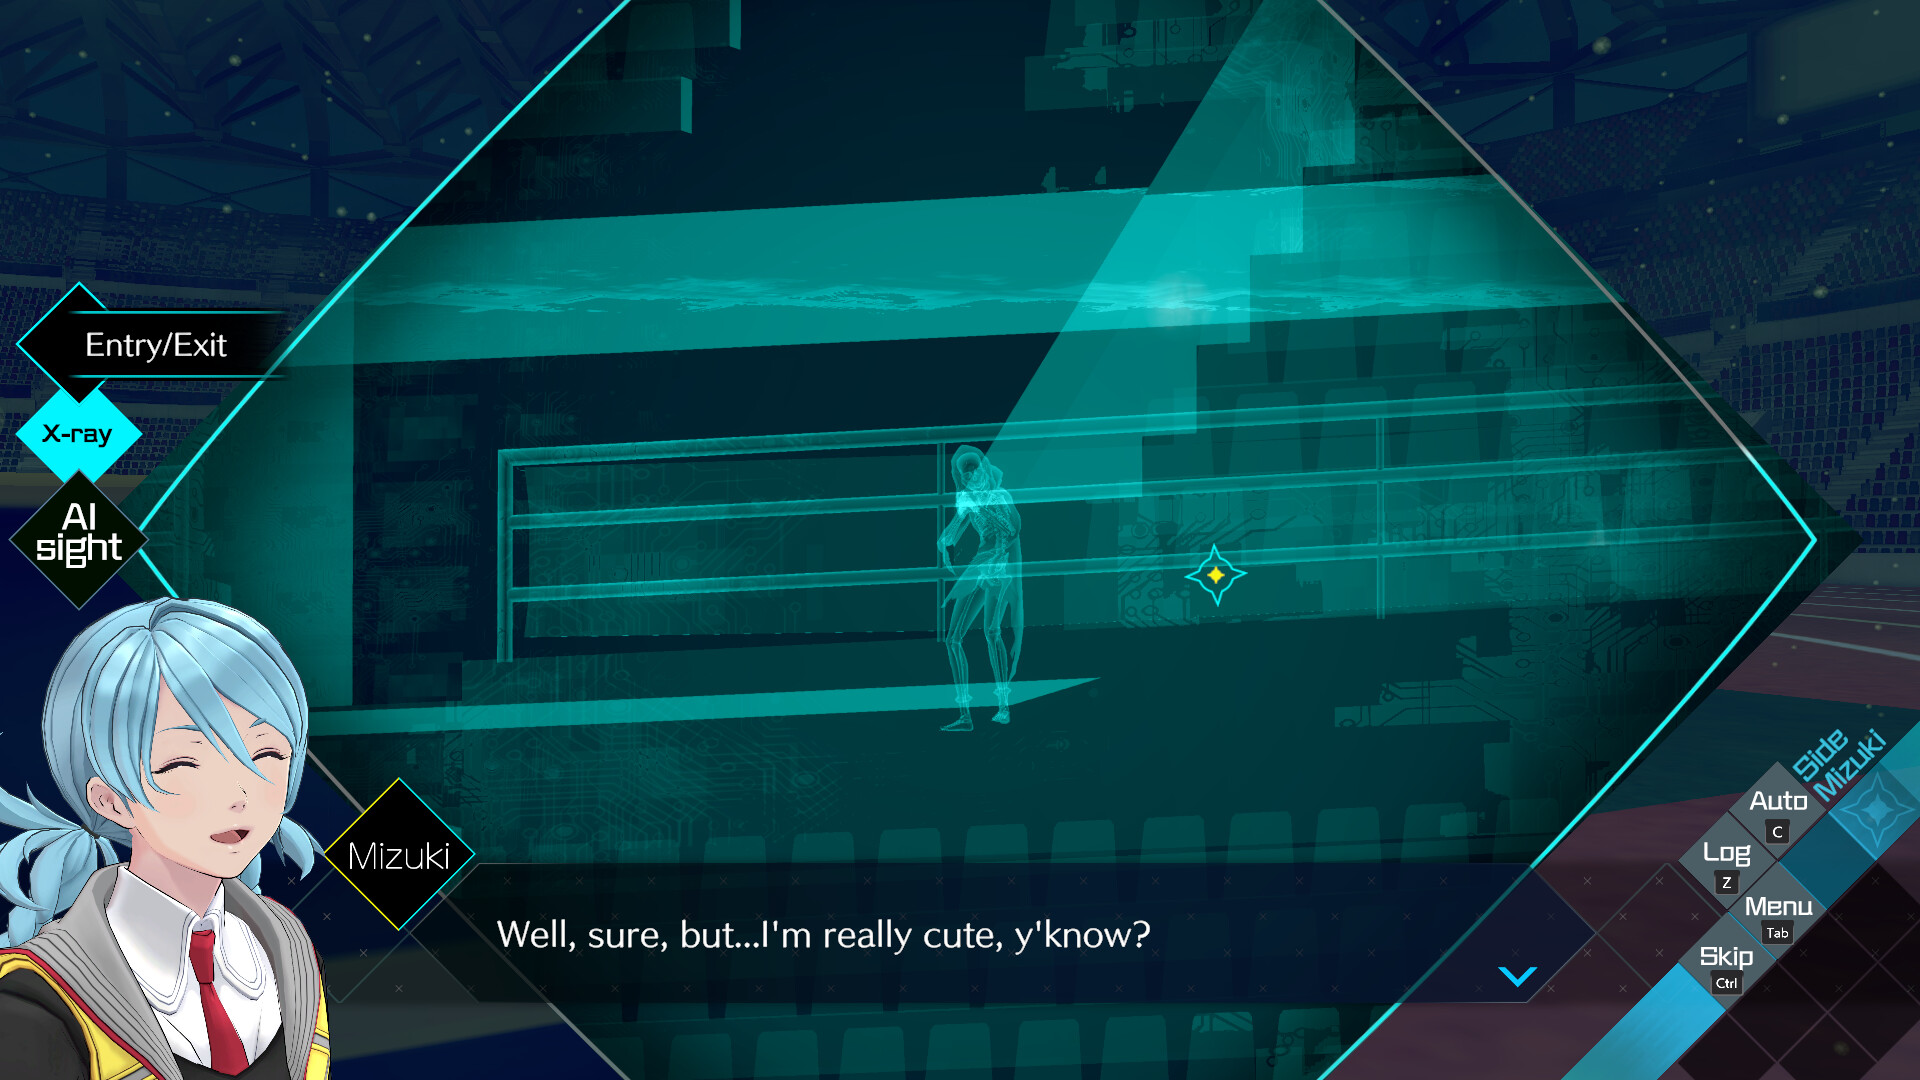 Entry/Exit
X-ray
AI
sight
Mizuki
Well, sure, but...I'm really cute, y'know?
Side
Mizuki
Auto
C
Log
Z
Menu
Tab
Skip
Ctrl